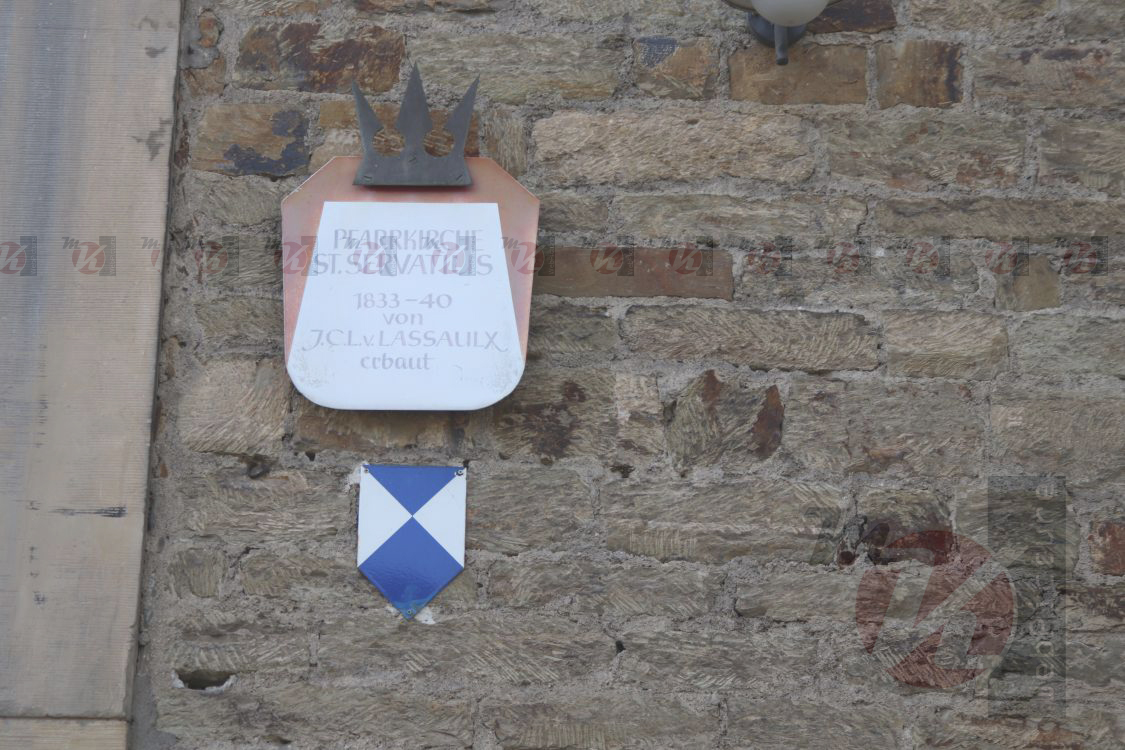 PFARRKIRCHE
ST. SERVATIUS
1833-40
von
J.C.L.v. LASSAULX
erbaut